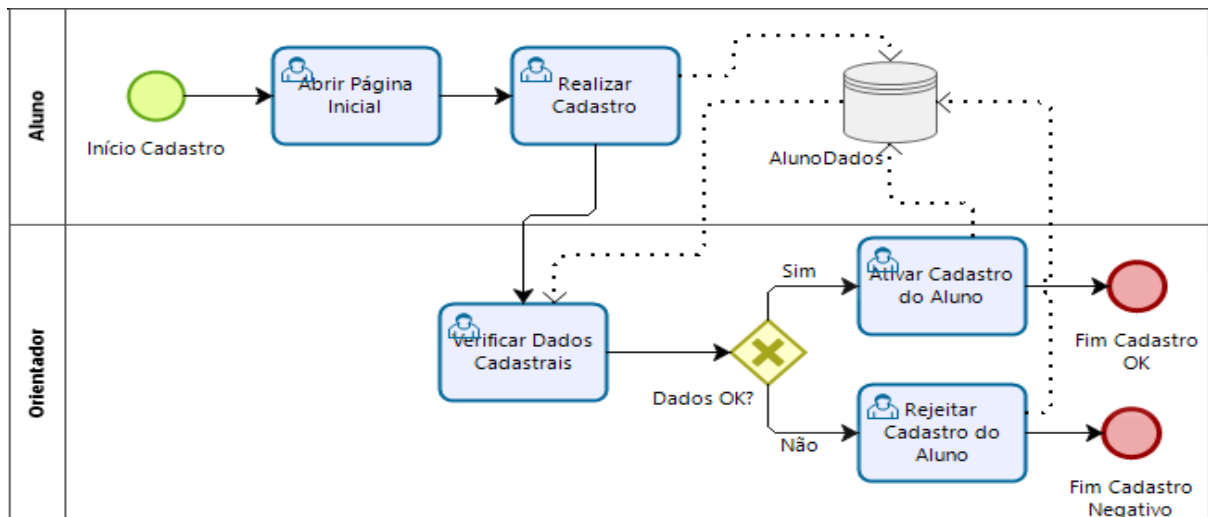 Aluno
Início Cadastro
Abrir Página
Inicial
Realizar
Cadastro
AlunoDados
Orientador
Verificar Dados
Cadastrais
Dados OK?
Sim
Não
Ativar Cadastro
do Aluno
Rejeitar
Cadastro do
Aluno
Fim Cadastro
OK
Fim Cadastro
Negativo